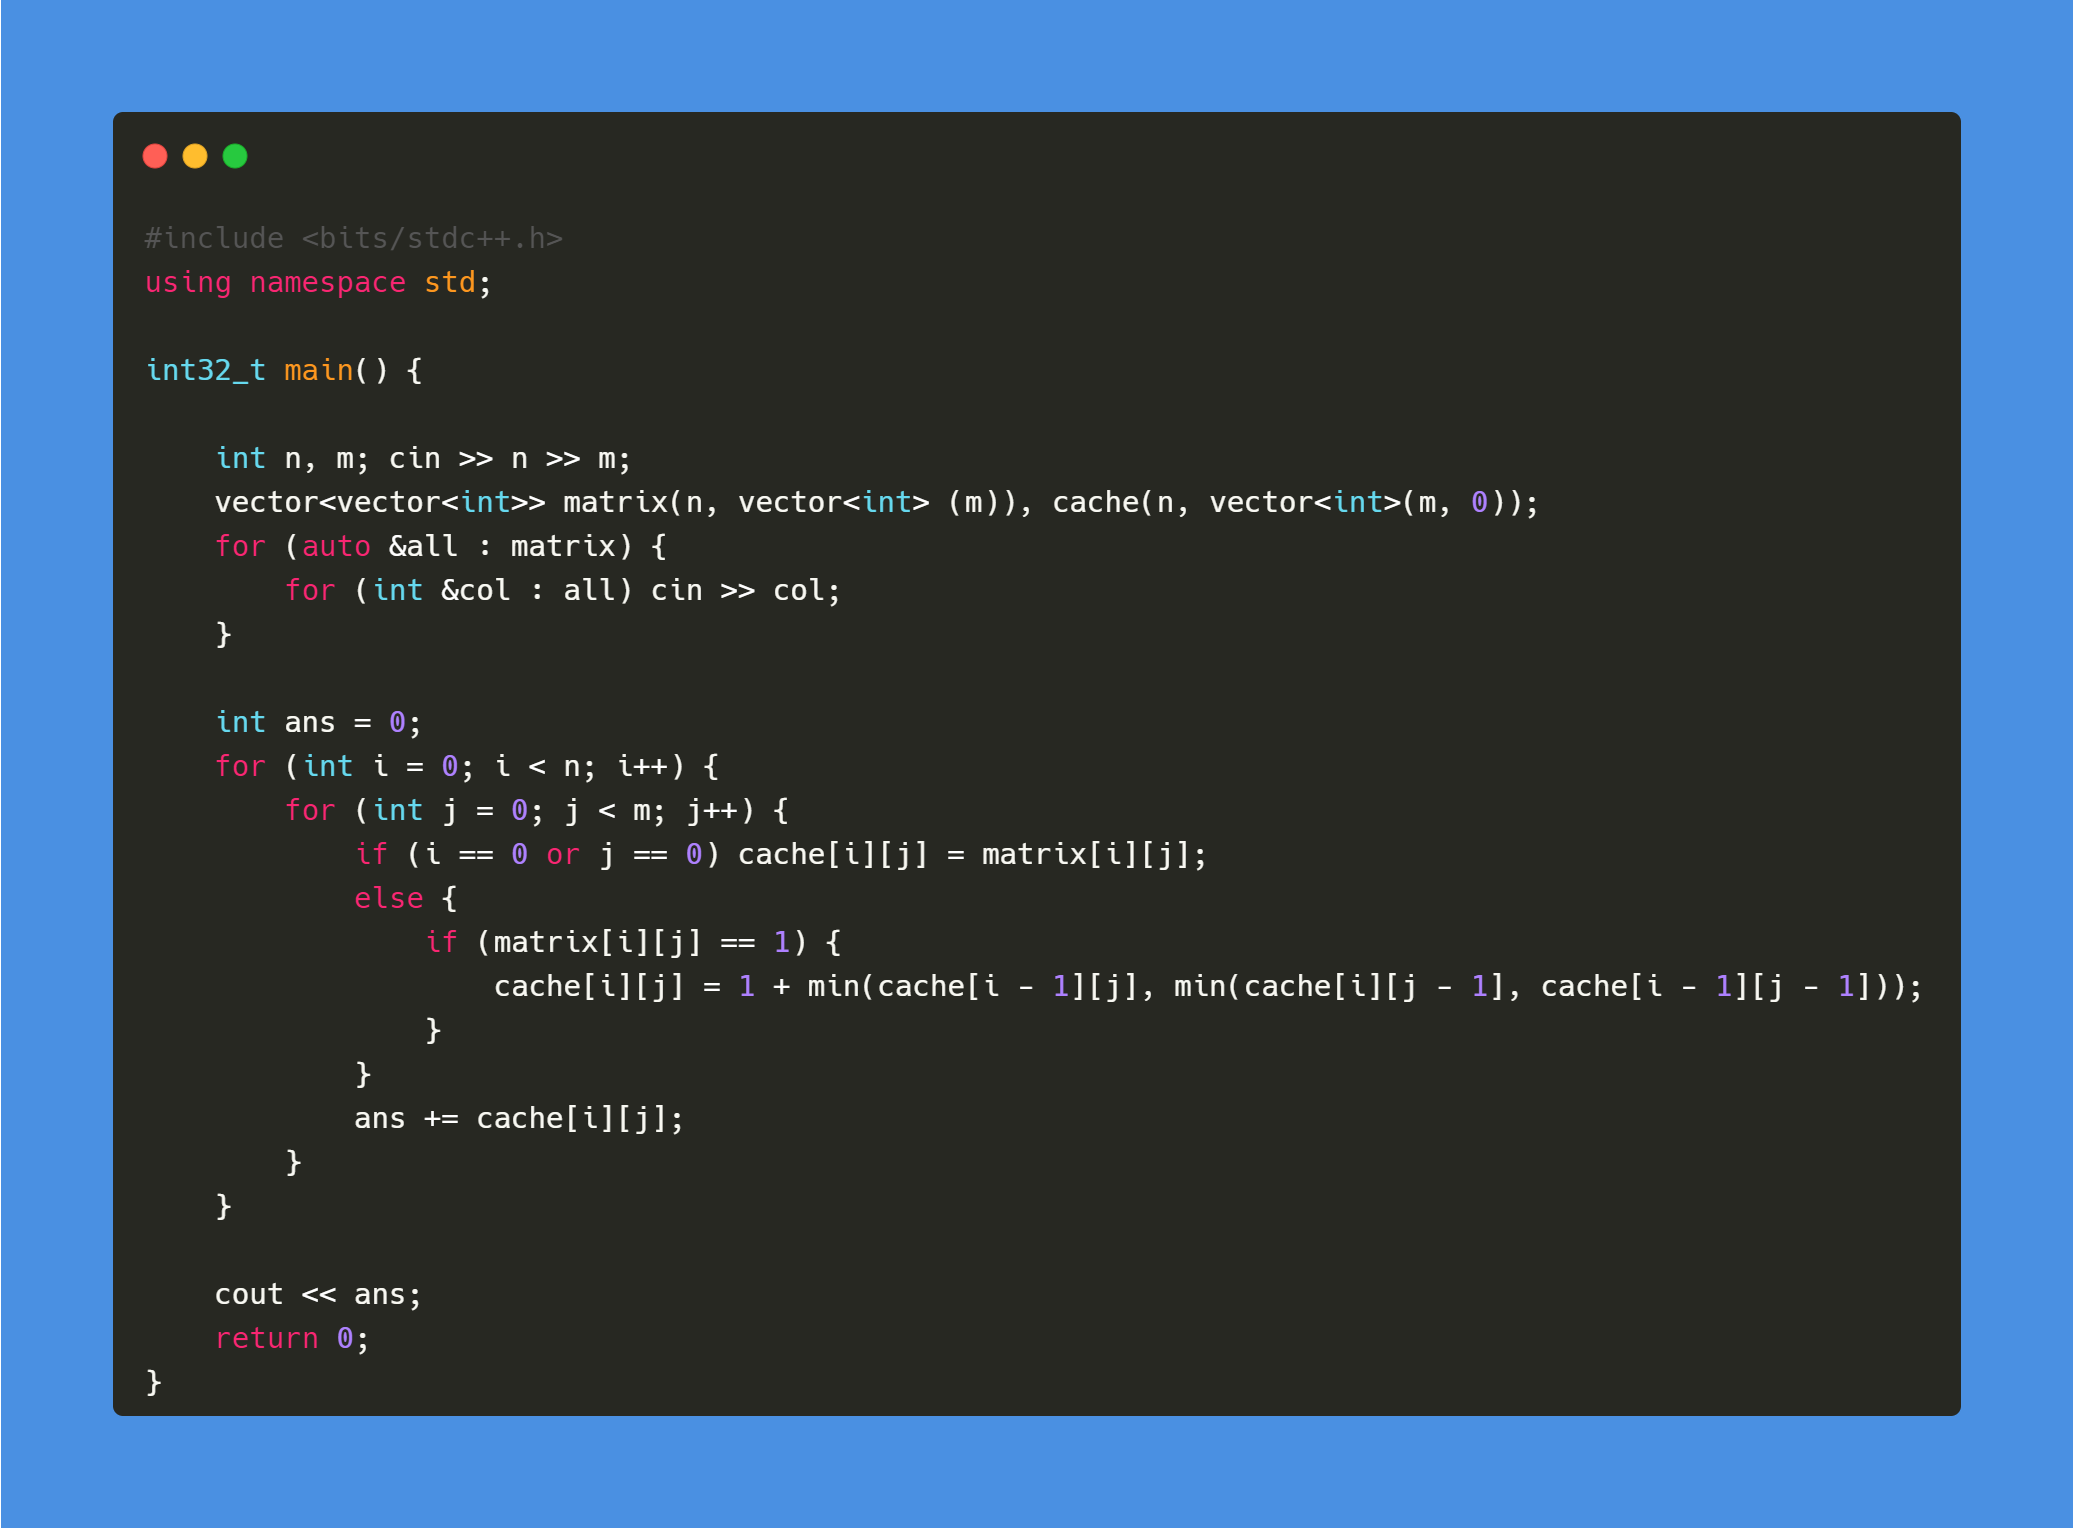 #include <bits/stdc++.h>
using namespace std;

int32_t main() {

    int n, m; cin >> n >> m;
    vector<vector<int>> matrix(n, vector<int> (m)), cache(n, vector<int>(m, 0));
    for (auto &all : matrix) {
        for (int &col : all) cin >> col;
    }

    int ans = 0;
    for (int i = 0; i < n; i++) {
        for (int j = 0; j < m; j++) {
            if (i == 0 or j == 0) cache[i][j] = matrix[i][j];
            else {
                if (matrix[i][j] == 1) {
                    cache[i][j] = 1 + min(cache[i - 1][j], min(cache[i][j - 1], cache[i - 1][j - 1]));
                }
            }
            ans += cache[i][j];
        }
    }

    cout << ans;
    return 0;
}